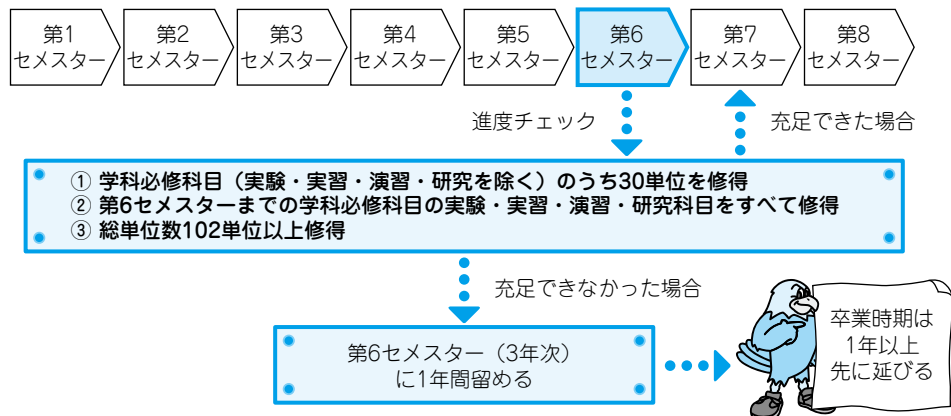 第1
セメスター
第2
セメスター
第3
セメスター
第4
セメスター
第5
セメスター
第6
セメスター
第7
セメスター
第8
セメスター
進度チェック
充足できた場合
① 学科必修科目（実験・実習・演習・研究を除く）のうち30単位を修得
② 第6セメスターまでの学科必修科目の実験・実習・演習・研究科目をすべて修得
③ 総単位数102単位以上修得
充足できなかった場合
第6セメスター（3年次）
に1年間留める
卒業時期は
1年以上
先に延びる